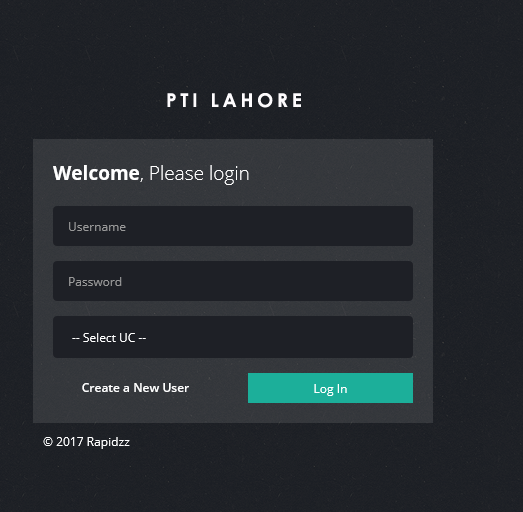 PTI LAHORE
Welcome, Please login
Username
Password
-- Select UC --
Create a New User
Log In
© 2017 Rapidzz